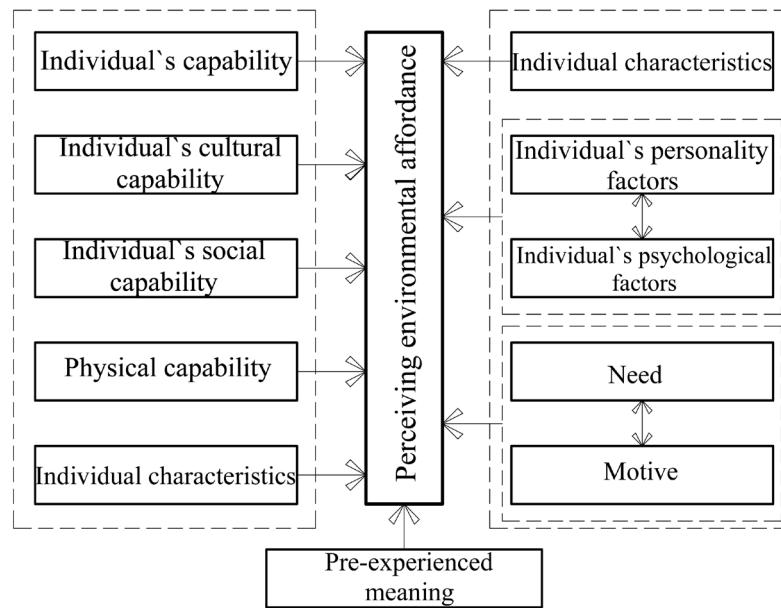 Individual`s capability
Individual`s cultural
capability
Individual`s social
capability
Physical capability
Individual characteristics
Perceiving environmental affordance
Individual characteristics
Individual`s personality
factors
Individual`s psychological
factors
Need
Motive
Pre-experienced
meaning